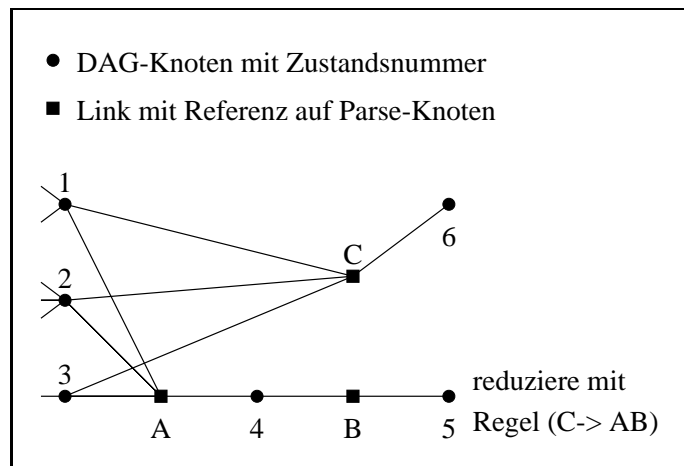 DAG-Knoten mit Zustandsnummer
Link mit Referenz auf Parse-Knoten
1
6
C
2
3
reduziere mit
A 4 B 5 Regel (C-> AB)